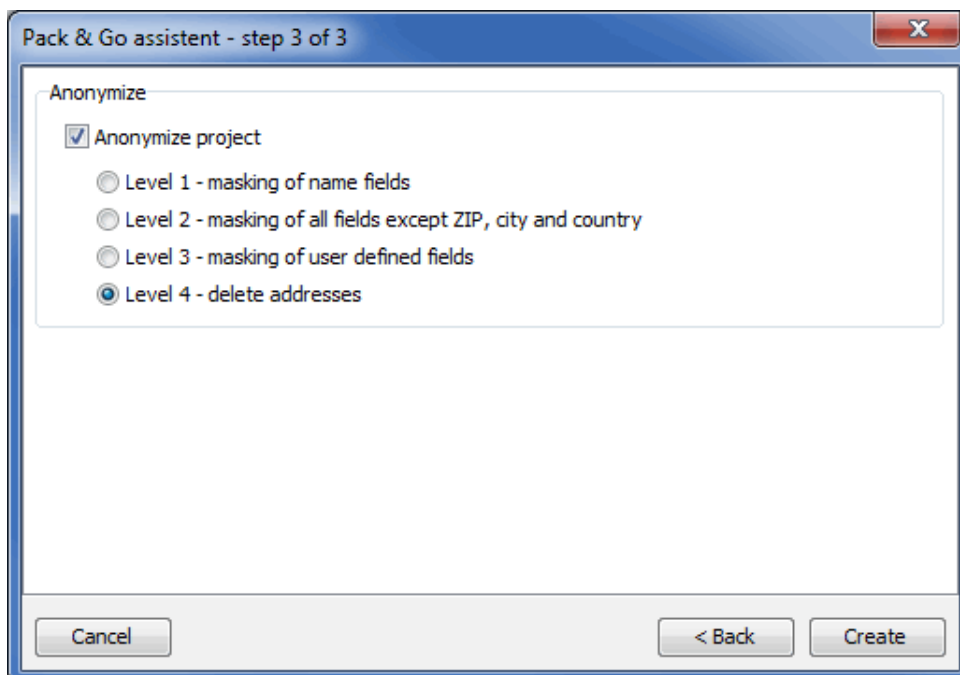 Pack & Go assistent - step 3 of 3
Anonymize
Anonymize project
Level 1 - masking of name fields
Level 2 - masking of all fields except ZIP, city and country
Level 3 - masking of user defined fields
Level 4 - delete addresses
Cancel
< Back
Create